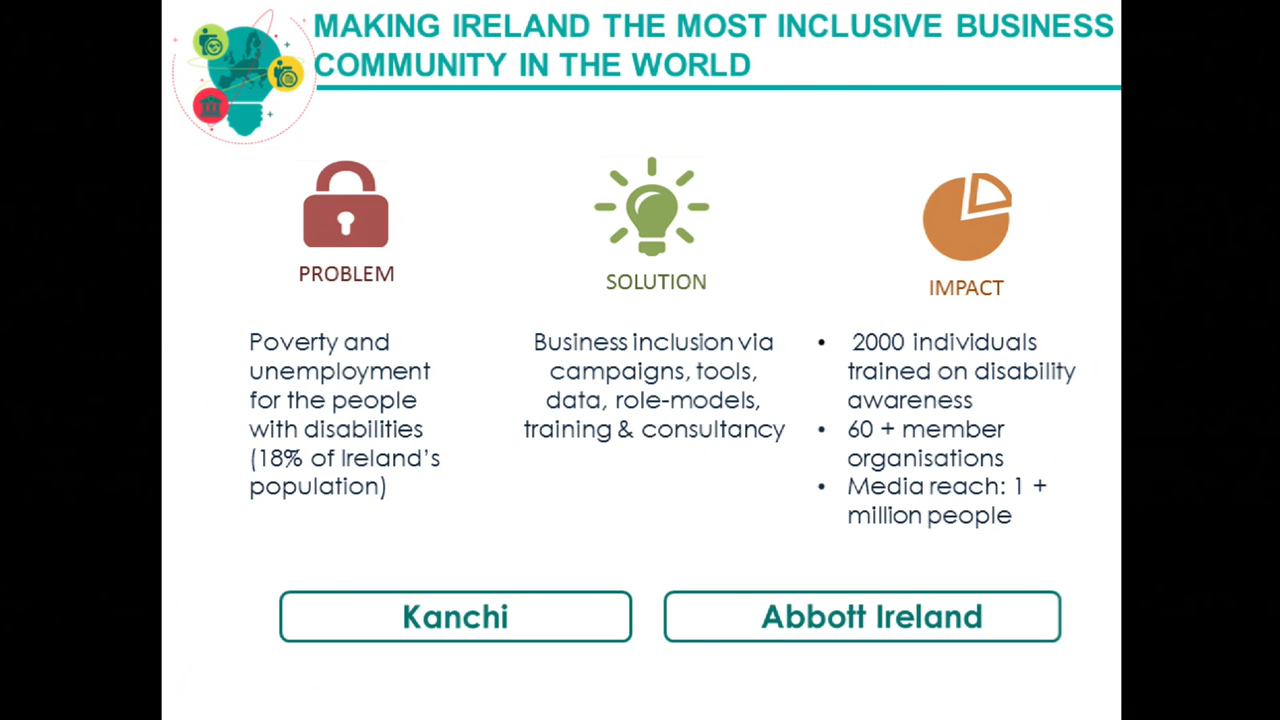 MAKING IRELAND THE MOST INCLUSIVE BUSINESS
COMMUNITY IN THE WORLD
PROBLEM
Poverty and
unemployment
for the people
with disabilities
(18% of Ireland's
population)
SOLUTION
Business inclusion via
campaigns, tools,
data, role-models,
training & consultancy
IMPACT
• 2000 individuals
trained on disability
awareness
• 60 + member
organisations
• Media reach: 1 +
million people
Kanchi
Abbott Ireland